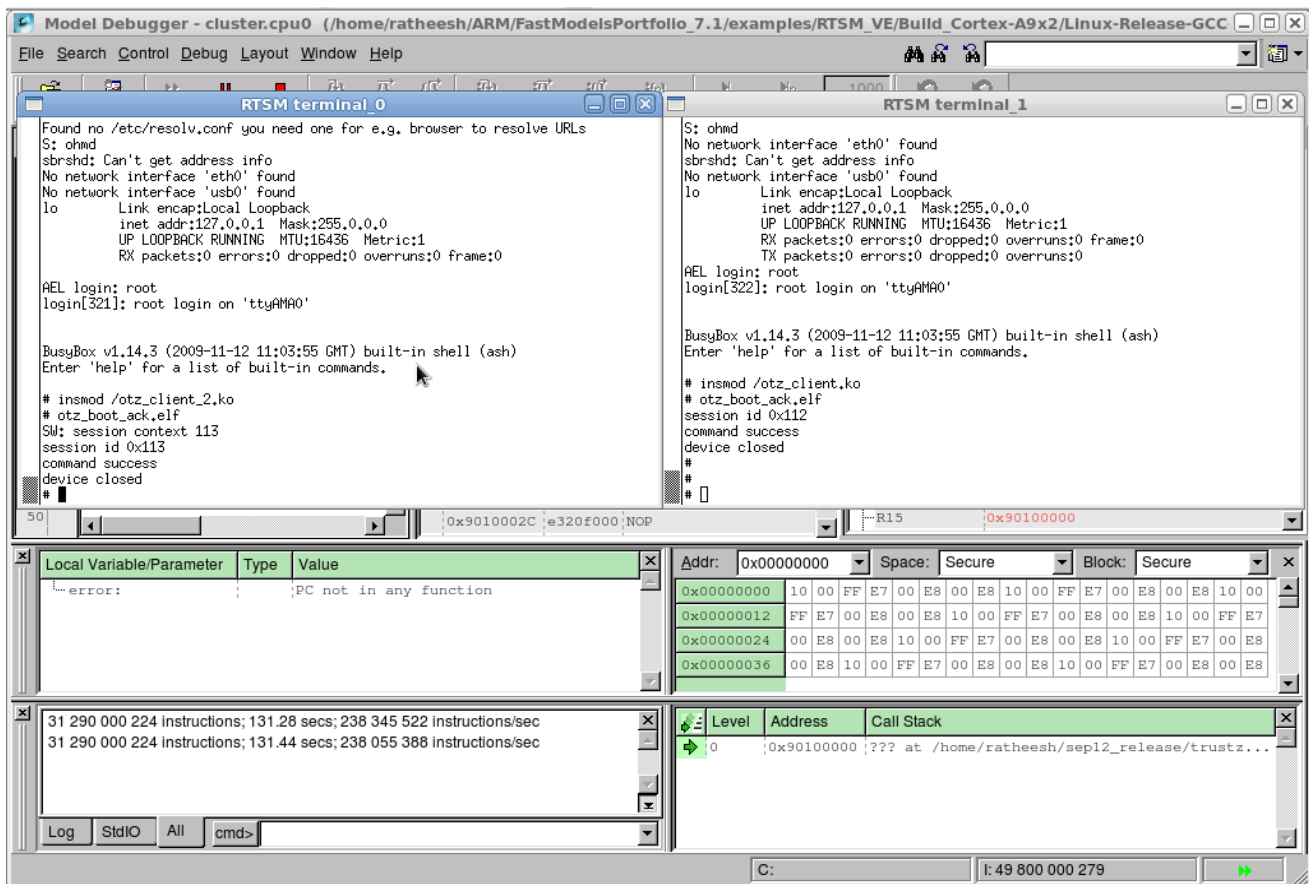 Model Debugger - cluster.cpu0 (/home/ratheesh/ARM/FastModelsPortfolio_7.1/examples/RTSM_VE/Build_Cortex-A9x2/Linux-Release-GCC
File Search Control Debug Layout Window Help
1000
RTSM terminal_0
Found no /etc/resolv.conf you need one for e.g. browser to resolve URLs
S: ohmd
sbrshd: Can't get address info
No network interface 'eth0' found
No network interface 'usb0' found
lo Link encap:Local Loopback
inet addr:127.0.0.1 Mask:255.0.0.0
UP LOOPBACK RUNNING MTU:16436 Metric:1
RX packets:0 errors:0 dropped:0 overruns:0 frame:0
AEL login: root
login[321]: root login on 'ttyAMA0'
BusyBox v1.14.3 (2009-11-12 11:03:55 GMT) built-in shell (ash)
Enter 'help' for a list of built-in commands.
# insmod /otz_client_2.ko
# otz_boot_ack.elf
SW: session context 113
session id 0x113
command success
device closed
#
RTSM terminal_1
S: ohmd
No network interface 'eth0' found
sbrshd: Can't get address info
No network interface 'usb0' found
lo Link encap:Local Loopback
inet addr:127.0.0.1 Mask:255.0.0.0
UP LOOPBACK RUNNING MTU:16436 Metric:1
RX packets:0 errors:0 dropped:0 overruns:0 frame:0
TX packets:0 errors:0 dropped:0 overruns:0
AEL login: root
login[322]: root login on 'ttyAMA0'
BusyBox v1.14.3 (2009-11-12 11:03:55 GMT) built-in shell (ash)
Enter 'help' for a list of built-in commands.
# insmod /otz_client.ko
# otz_boot_ack.elf
session id 0x112
command success
device closed
#
#
#
50
0x9010002C e320f000 NOP
R15 0x90100000
Local Variable/Parameter Type Value
error: PC not in any function
Addr: 0x00000000 Space: Secure Block: Secure
0x00000000 10 00 FF E7 00 E8 00 E8 10 00 FF E7 00 E8 00 E8 10 00
0x00000012 FF E7 00 E8 00 E8 10 00 FF E7 00 E8 00 E8 10 00 FF E7
0x00000024 00 E8 00 E8 10 00 FF E7 00 E8 00 E8 10 00 FF E7 00 E8
0x00000036 00 E8 10 00 FF E7 00 E8 00 E8 10 00 FF E7 00 E8 00 E8
31 290 000 224 instructions; 131.28 secs; 238 345 522 instructions/sec
31 290 000 224 instructions; 131.44 secs; 238 055 388 instructions/sec
Log StdIO All cmd>
Level Address Call Stack
0 0x90100000 ??? at /home/ratheesh/sep12_release/trustz...
C: I: 49 800 000 279